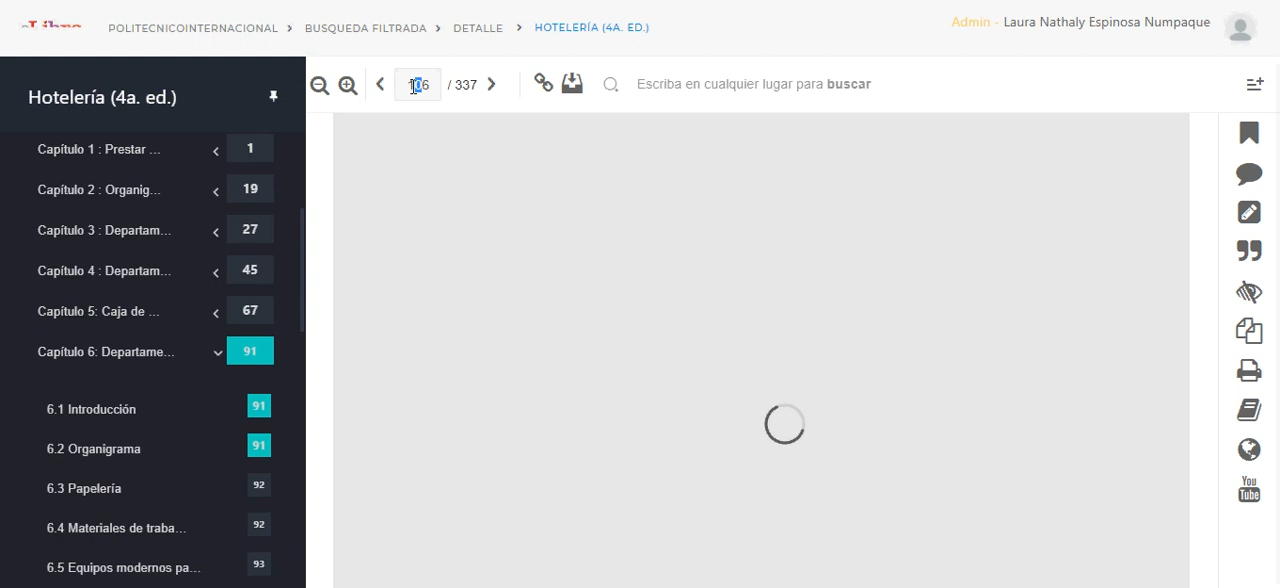 eLibro
POLITECNICOINTERNACIONAL > BUSQUEDA FILTRADA > DETALLE > HOTELERÍA (4A. ED.)
Admin - Laura Nathaly Espinosa Numpaque
Hotelería (4a. ed.)
106 / 337
Escriba en cualquier lugar para buscar
Capítulo 1 : Prestar ... 1
Capítulo 2 : Organig... 19
Capítulo 3 : Departam... 27
Capítulo 4 : Departam... 45
Capítulo 5: Caja de ... 67
Capítulo 6: Departame... 91
6.1 Introducción 91
6.2 Organigrama 91
6.3 Papelería 92
6.4 Materiales de traba... 92
6.5 Equipos modernos pa... 93
You
Tube